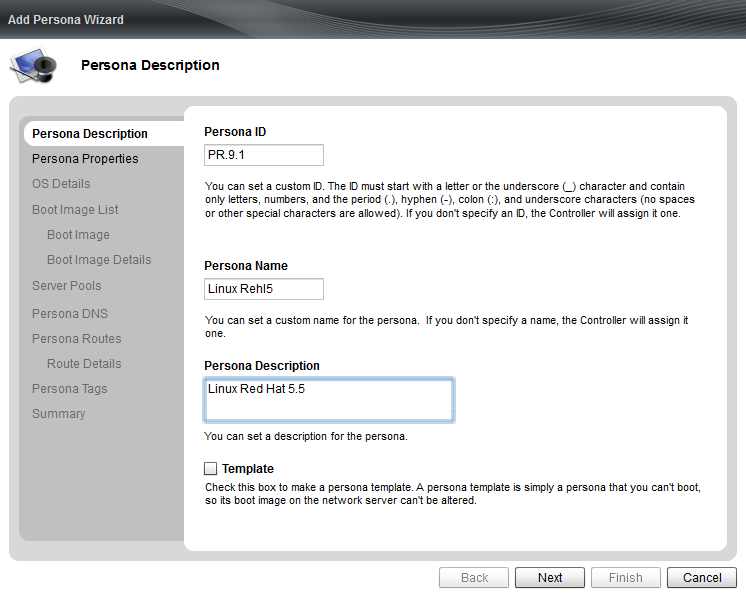 Add Persona Wizard
Persona Description
Persona Description
Persona Properties
OS Details
Boot Image List
Boot Image
Boot Image Details
Server Pools
Persona DNS
Persona Routes
Route Details
Persona Tags
Summary
Persona ID
PR.9.1
You can set a custom ID. The ID must start with a letter or the underscore (_) character and contain
only letters, numbers, and the period (.), hyphen (-), colon (:), and underscore characters (no spaces
or other special characters are allowed). If you don't specify an ID, the Controller will assign it one.
Persona Name
Linux Rehl5
You can set a custom name for the persona.  If you don't specify a name, the Controller will assign it
one.
Persona Description
Linux Red Hat 5.5
You can set a description for the persona.
Template
Check this box to make a persona template. A persona template is simply a persona that you can't boot,
so its boot image on the network server can't be altered.
Back
Next
Finish
Cancel